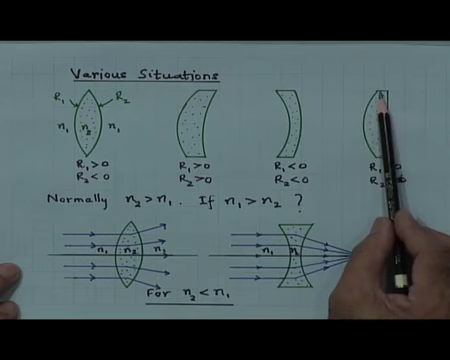 Various Situations
R₁ R₂
n₁ n₂ n₁
R₁ > 0 R₁ > 0 R₁ < 0
R₂ < 0 R₂ > 0 R₂ < 0
Normally n₂ > n₁. If n₁ > n₂ ?
n₁ n₂ n₁ n₁
For n₂ < n₁